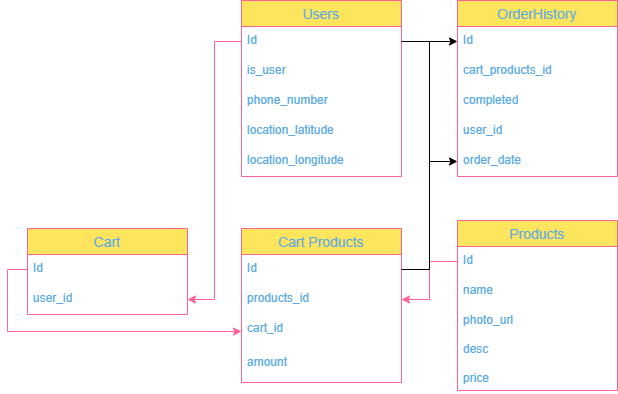 Users
Id
is_user
phone_number
location_latitude
location_longitude
OrderHistory
Id
cart_products_id
completed
user_id
order_date
Cart
Id
user_id
Cart Products
Id
products_id
cart_id
amount
Products
Id
name
photo_url
desc
price